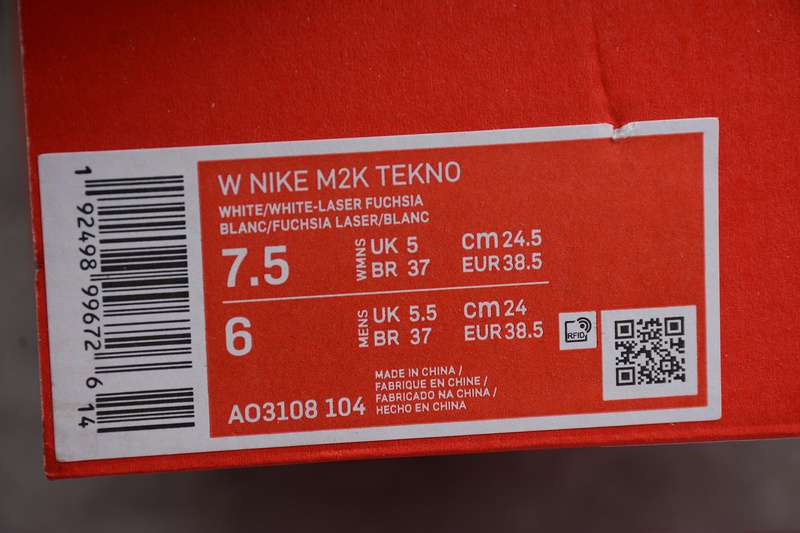 W NIKE M2K TEKNO
WHITE/WHITE-LASER FUCHSIA
BLANC/FUCHSIA LASER/BLANC
7.5
WMNS
UK 5
BR 37
cm 24.5
EUR 38.5
6
MENS
UK 5.5
BR 37
cm 24
EUR 38.5
RFID
AO3108 104
MADE IN CHINA /
FABRIQUE EN CHINE /
FABRICADO NA CHINA /
HECHO EN CHINA
1 92498 99672 6 14